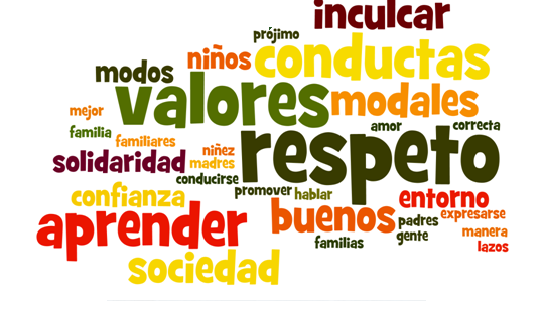 inculcar
prójimo
niños conductas
modos
valores modales
mejor
amor correcta
familia familiares
respeto
niñez
solidaridad madres
conducirse
promover hablar
confianza entorno
aprender buenos padres expresarse
gente manera
familias lazos
sociedad